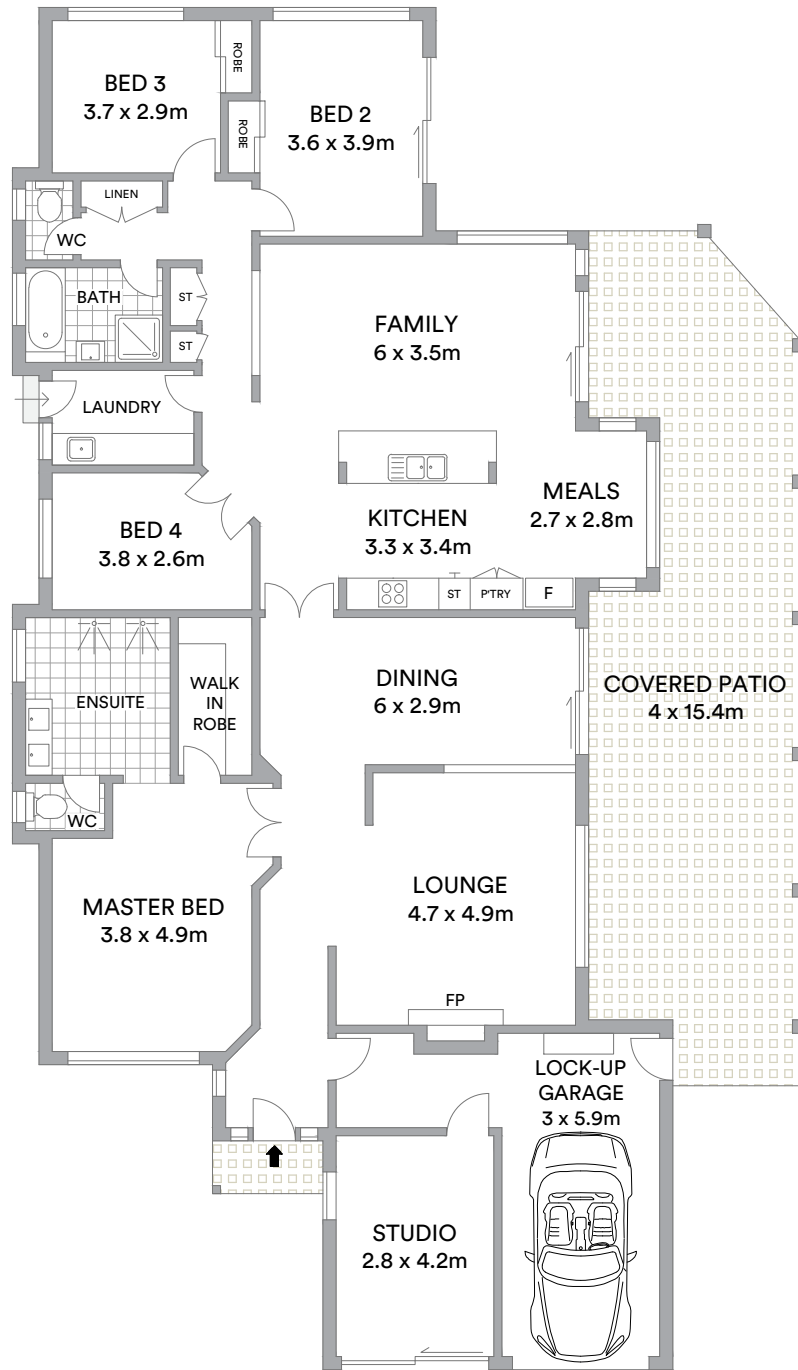 BED 3
3.7 x 2.9m
ROBE
ROBE
BED 2
3.6 x 3.9m
LINEN
WC
BATH
ST
ST
FAMILY
6 x 3.5m
LAUNDRY
BED 4
3.8 x 2.6m
KITCHEN
3.3 x 3.4m
MEALS
2.7 x 2.8m
ST
P'TRY
F
ENSUITE
WALK
IN
ROBE
DINING
6 x 2.9m
COVERED PATIO
4 x 15.4m
WC
MASTER BED
3.8 x 4.9m
LOUNGE
4.7 x 4.9m
FP
LOCK-UP
GARAGE
3 x 5.9m
STUDIO
2.8 x 4.2m